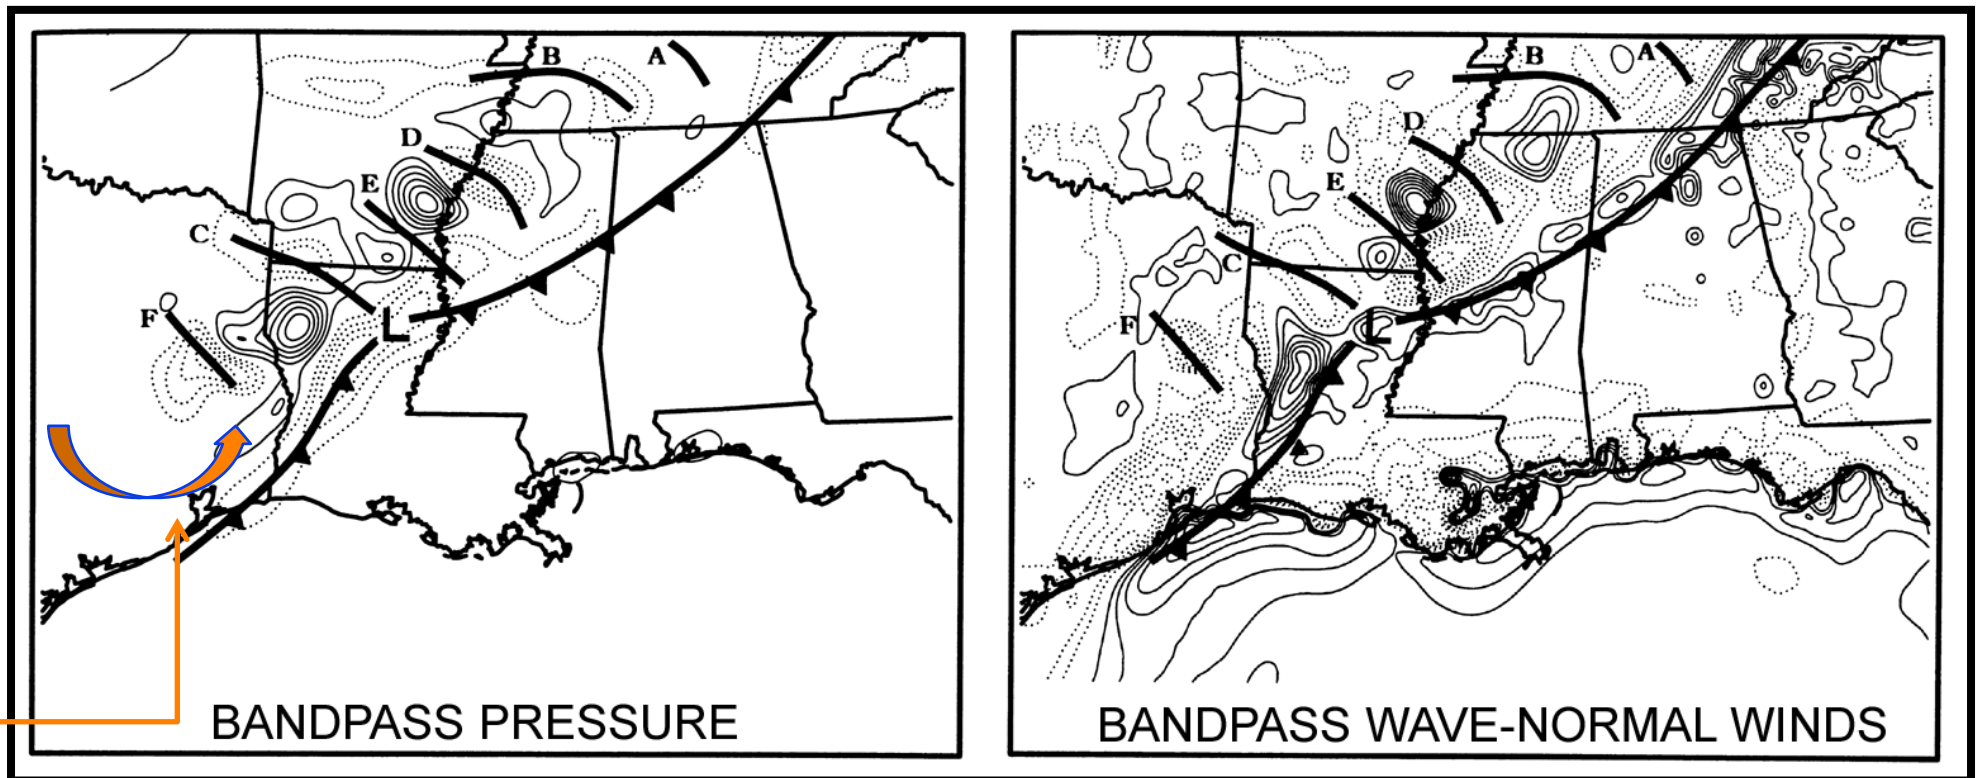 B
A
D
E
C
F
L
BANDPASS PRESSURE
B
A
D
E
C
F
L
BANDPASS WAVE-NORMAL WINDS